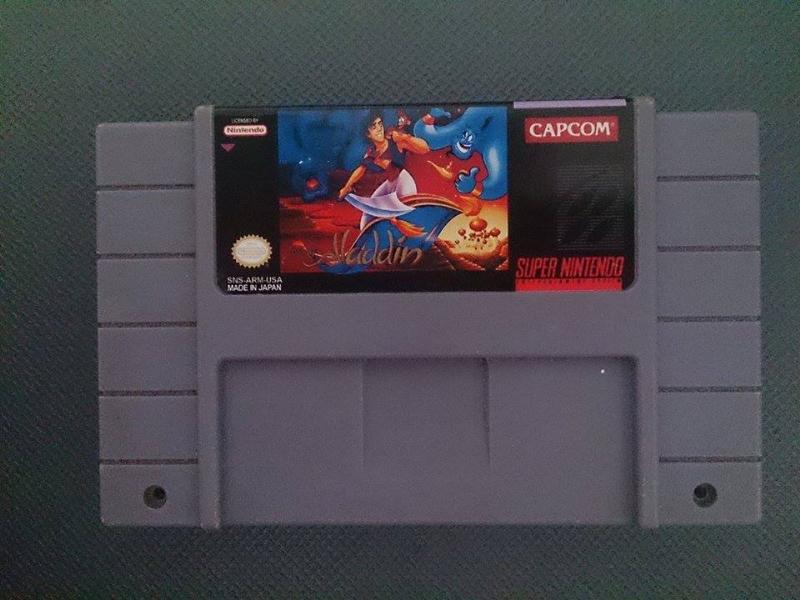 LICENSED BY
Nintendo
Aladdin
SNS-ARM-USA
MADE IN JAPAN
CAPCOM
SUPER NINTENDO